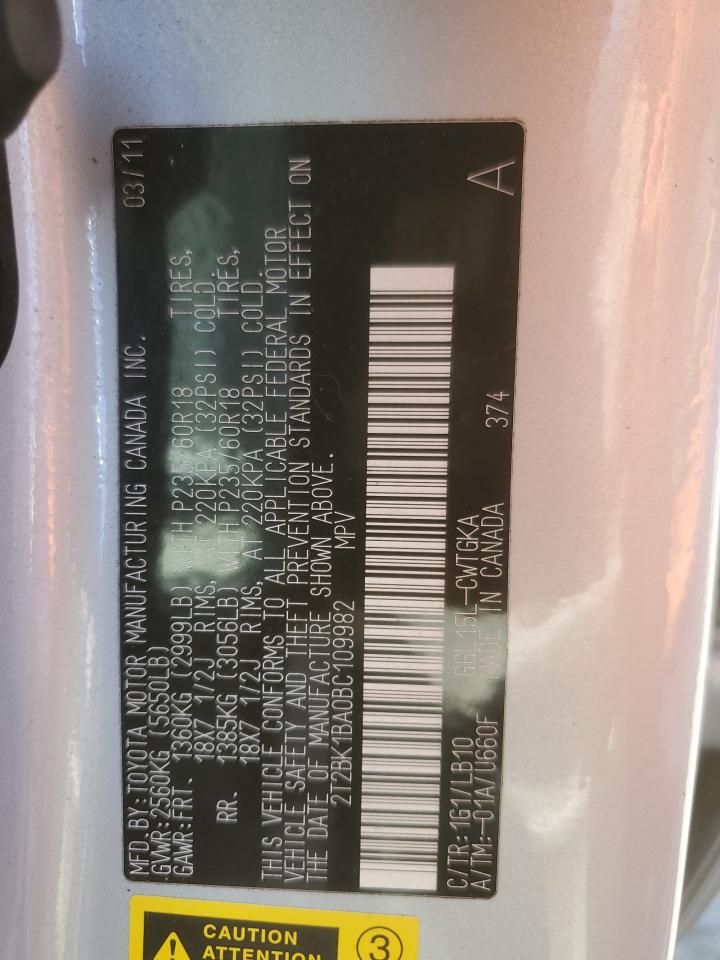 MFD. BY: TOYOTA MOTOR MANUFACTURING CANADA INC. 03/11
GVWR: 2560KG (5650LB)
GAWR: FRT. 1360KG (2999LB) WITH P235/60R18 TIRES,
18X7 1/2J RIMS, AT 220KPA (32PSI) COLD.
RR. 1385KG (3056LB) WITH P235/60R18 TIRES,
18X7 1/2J RIMS, AT 220KPA (32PSI) COLD.
THIS VEHICLE CONFORMS TO ALL APPLICABLE FEDERAL MOTOR
VEHICLE SAFETY AND THEFT PREVENTION STANDARDS IN EFFECT ON
THE DATE OF MANUFACTURE SHOWN ABOVE.
2T2BK1BA0BC109982 MPV
C/TR: 1G1/LB10 GGL15L-CWTGKA
A/TM:-01A/U660F MADE IN CANADA 374 A
CAUTION
ATTENTION
3